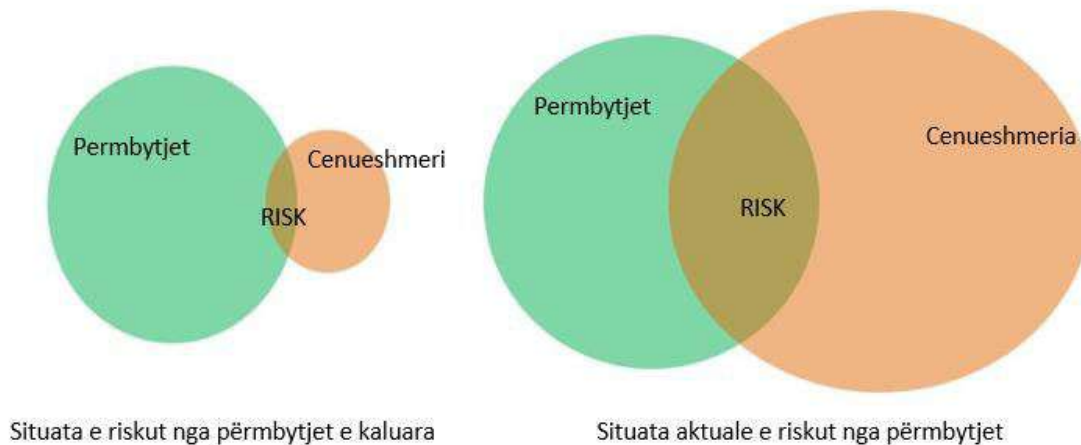 Permbytjet
Cenueshmeri
RISK
Situata e riskut nga përmbytjet e kaluara
Permbytjet
Cenueshmeria
RISK
Situata aktuale e riskut nga përmbytjet